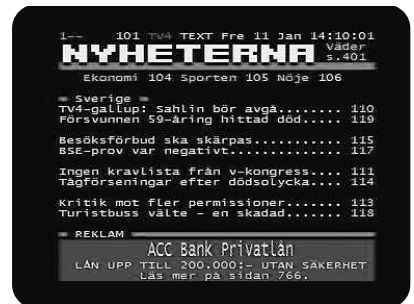 1-- 101 TV4 TEXT Fre 11 Jan 14:10:01
NYHETERNA Väder
s.401
Ekonomi 104 Sporten 105 Nöje 106
Sverige
TV4-gallup: Sahlin bör avgå........ 110
Försvunnen 59-åring hittad död..... 119
Besöksförbud ska skärpas........... 115
BSE-prov var negativt.............. 117
Ingen kravlista från v-kongress.... 111
Tågförseningar efter dödsolycka.... 114
Kritik mot fler permissioner....... 113
Turistbuss välte - en skadad....... 118
REKLAM
ACC Bank Privatlån
LÅN UPP TILL 200.000:- UTAN SÄKERHET
Läs mer på sidan 766.